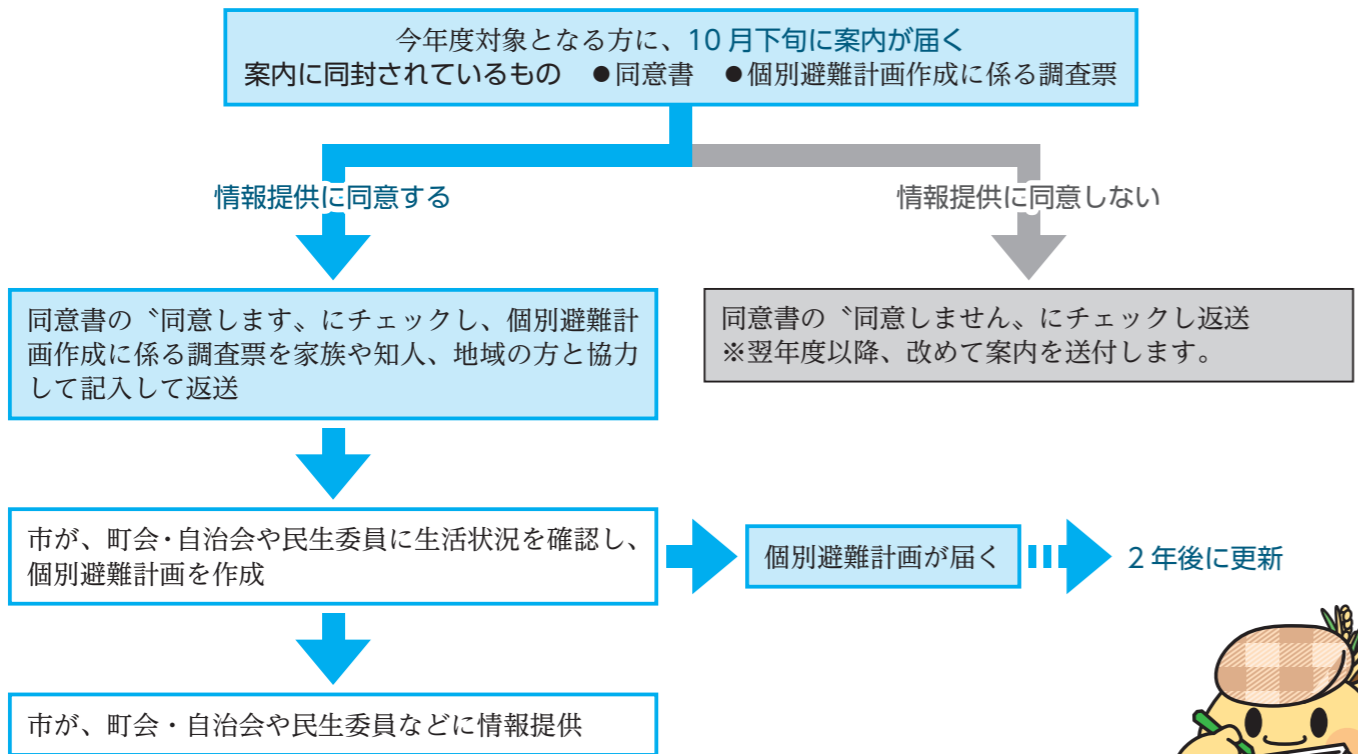 今年度対象となる方に、10月下旬に案内が届く
案内に同封されているもの　●同意書　●個別避難計画作成に係る調査票
情報提供に同意する
情報提供に同意しない
同意書の〝同意します〟にチェックし、個別避難計
画作成に係る調査票を家族や知人、地域の方と協力
して記入して返送
同意書の〝同意しません〟にチェックし返送
※翌年度以降、改めて案内を送付します。
市が、町会・自治会や民生委員に生活状況を確認し、
個別避難計画を作成
個別避難計画が届く
2年後に更新
市が、町会・自治会や民生委員などに情報提供